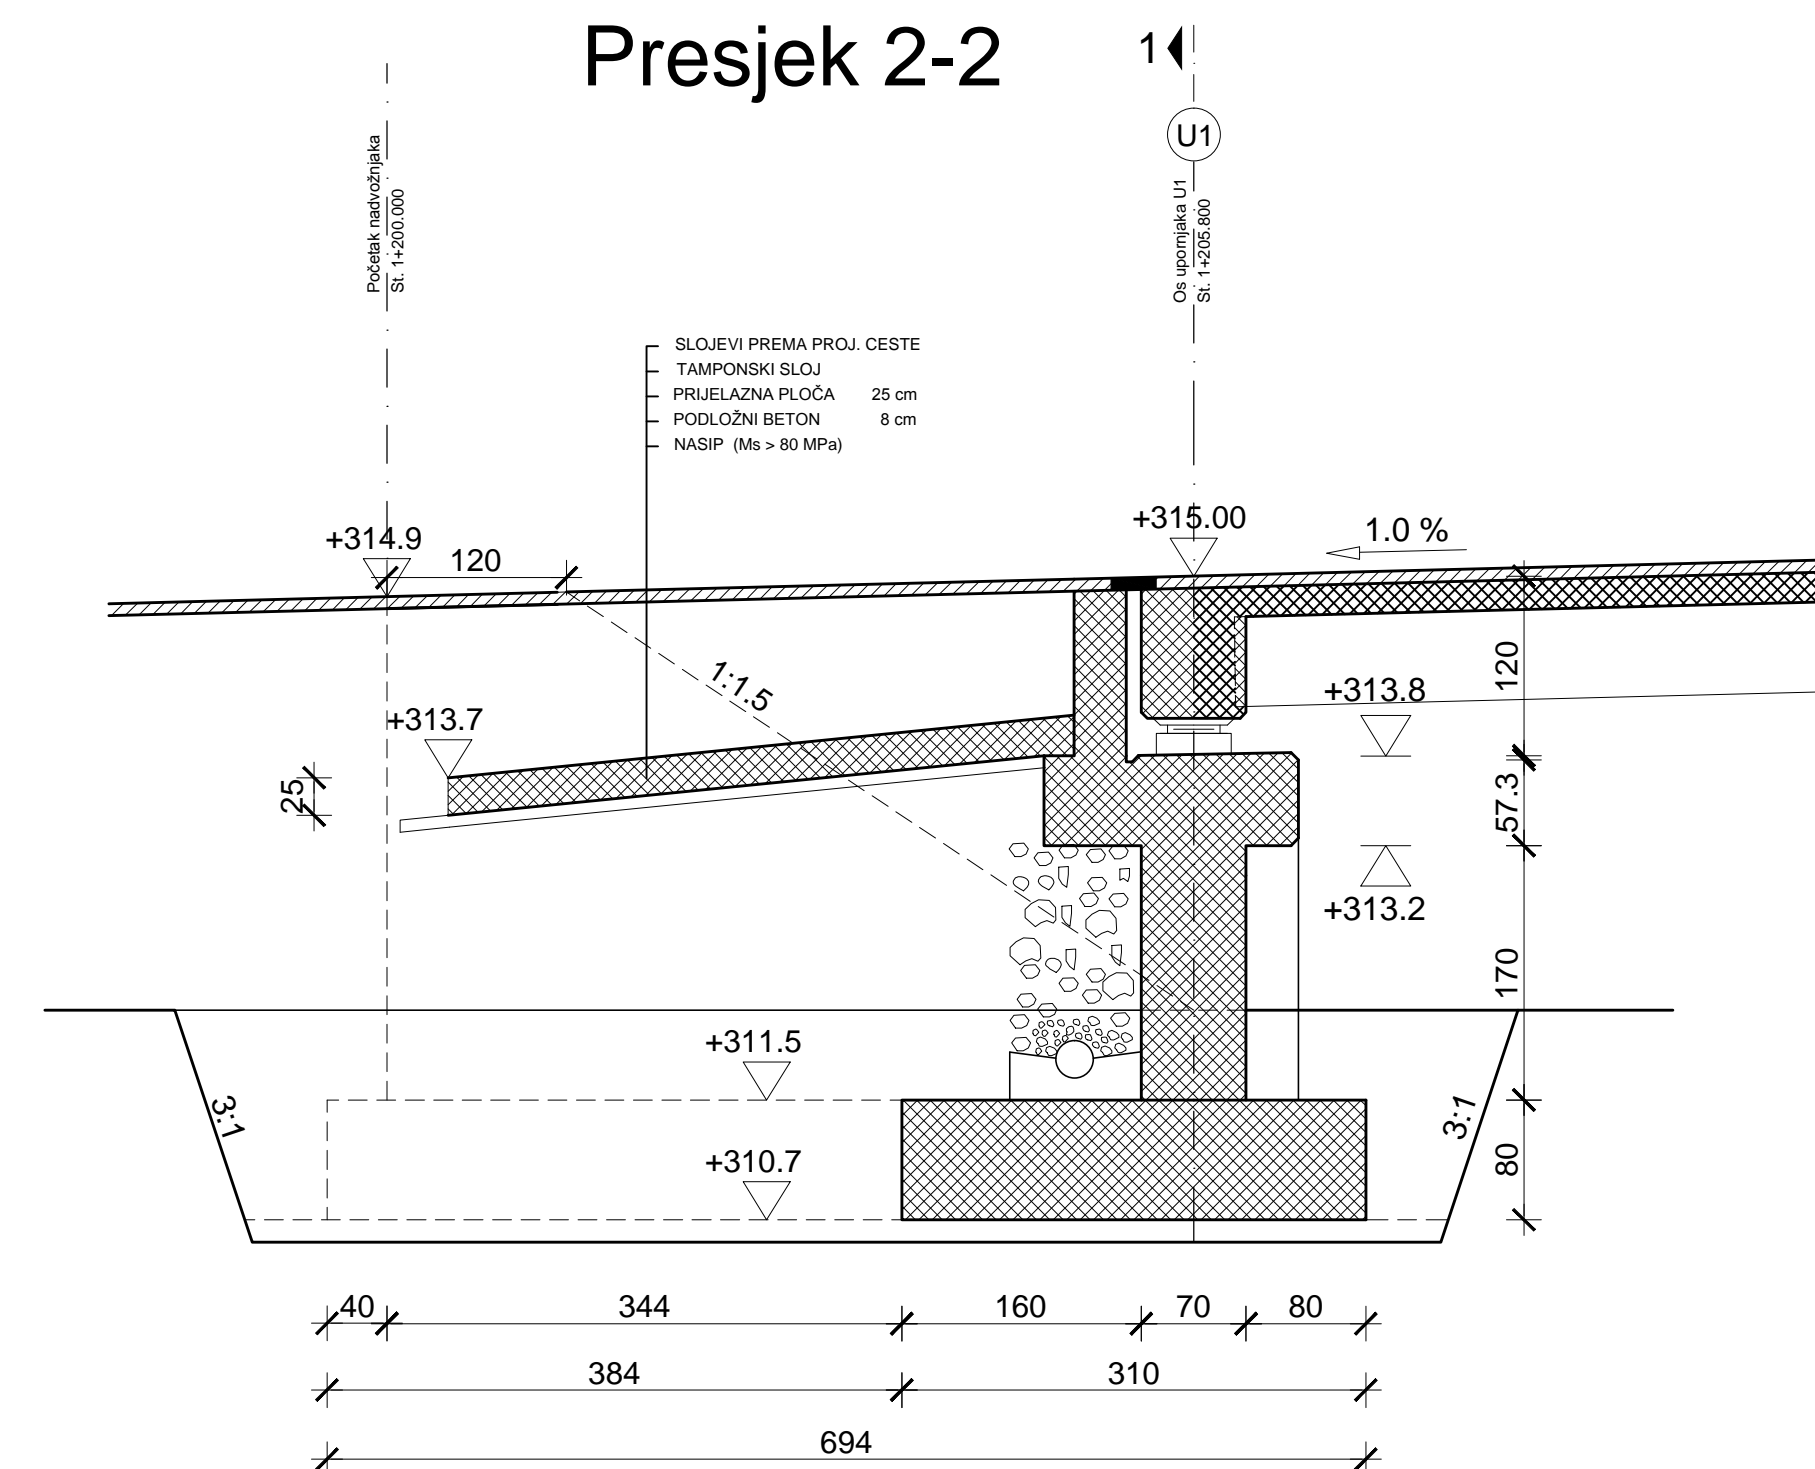 Presjek 2-2
1
U1
Početak nadvožnjaka
St. 1+200.000
Os upornjaka U1
St. 1+205.800
SLOJEVI PREMA PROJ. CESTE
TAMPONSKI SLOJ
PRIJELAZNA PLOČA 25 cm
PODLOŽNI BETON 8 cm
NASIP (Ms > 80 MPa)
+314.9
120
+315.00
1.0 %
1:1.5
+313.7
25
+313.8
120
57.3
+313.2
170
+311.5
3:1
3:1
+310.7
80
40
344
160
70
80
384
310
694